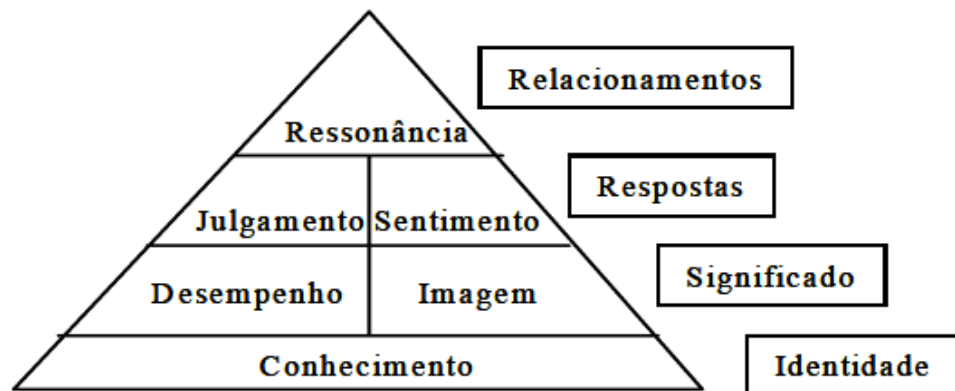 Relacionamentos
Ressonância
Respostas
Julgamento Sentimento
Significado
Desempenho Imagem
Conhecimento
Identidade